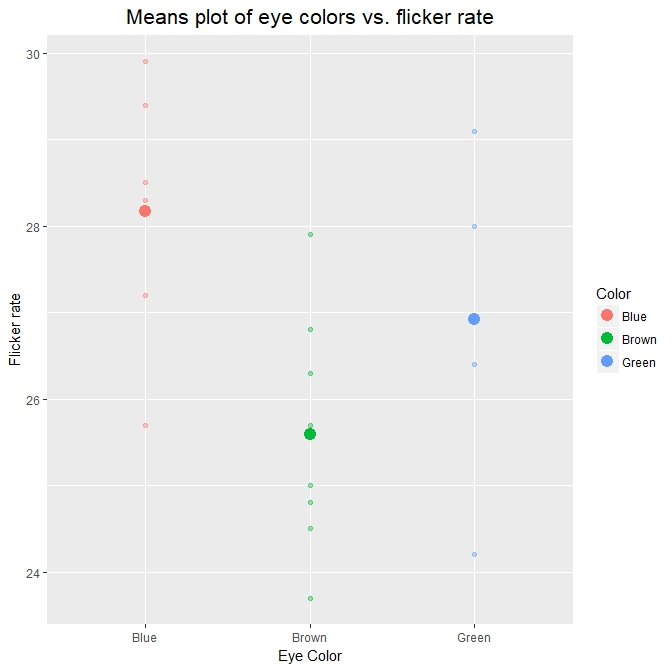 Means plot of eye colors vs. flicker rate
30
28
26
24
Flicker rate
Blue
Brown
Green
Eye Color
Color
Blue
Brown
Green